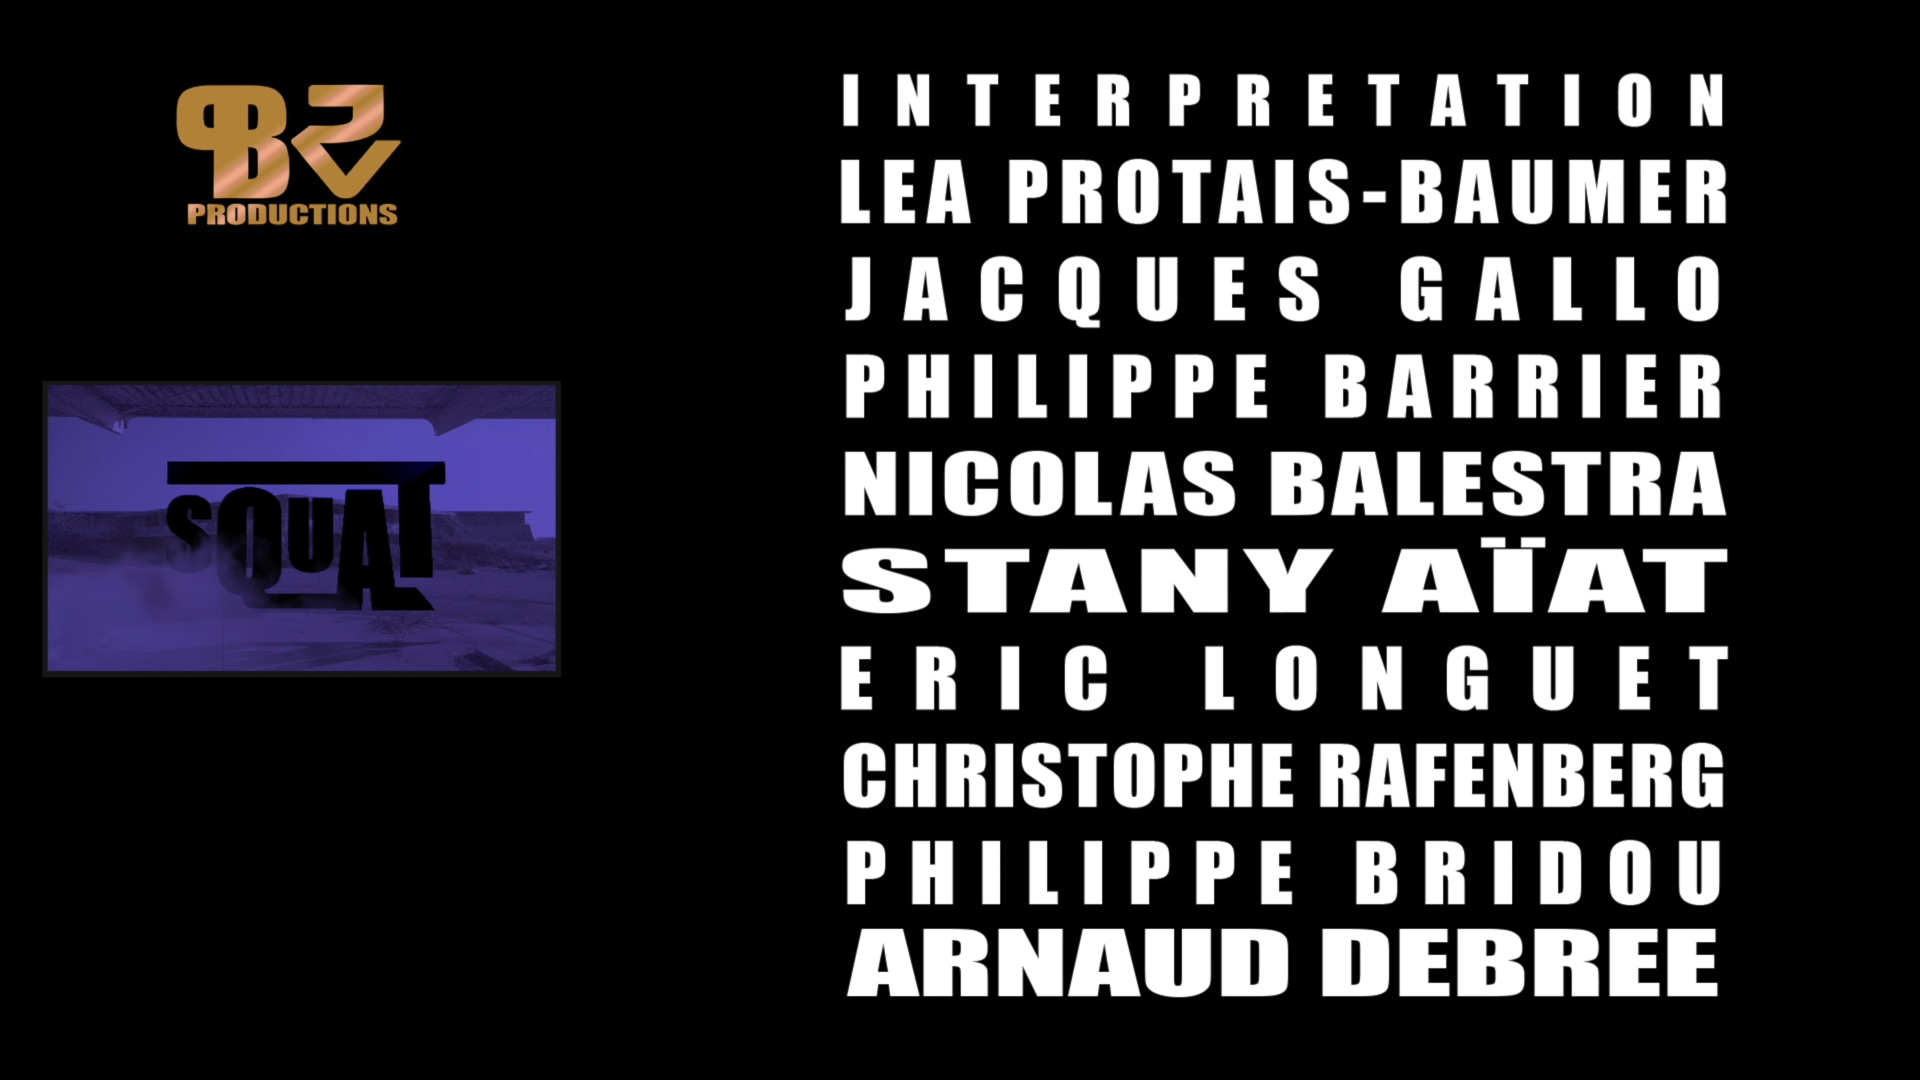 PRODUCTIONS
SQUAT
INTERPRETATION
LEA PROTAIS-BAUMER
JACQUES GALLO
PHILIPPE BARRIER
NICOLAS BALESTRA
STANY AÏAT
ERIC LONGUET
CHRISTOPHE RAFENBERG
PHILIPPE BRIDOU
ARNAUD DEBREE